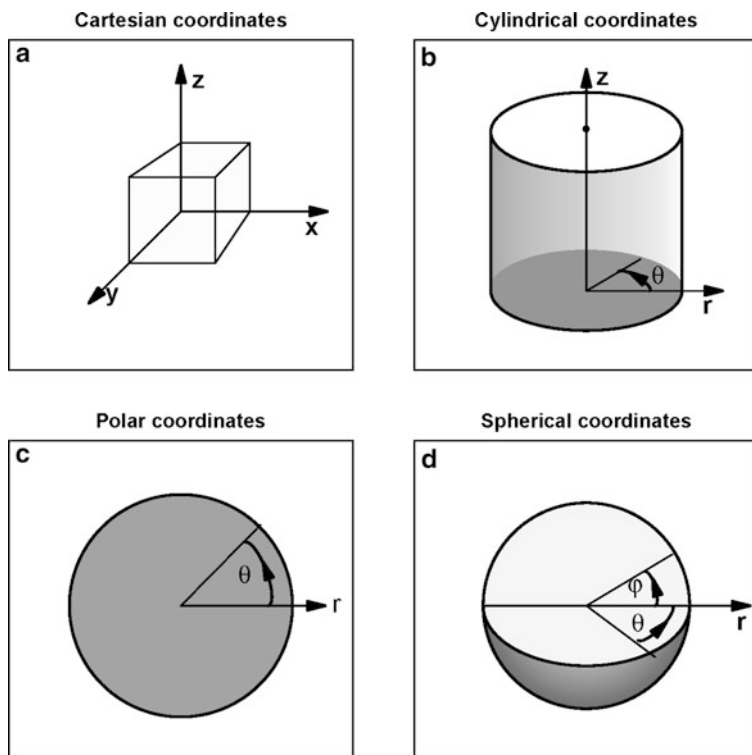 Cartesian coordinates
Cylindrical coordinates
a
z
x
y
b
z
θ
r
Polar coordinates
Spherical coordinates
c
θ
r
d
φ
θ
r